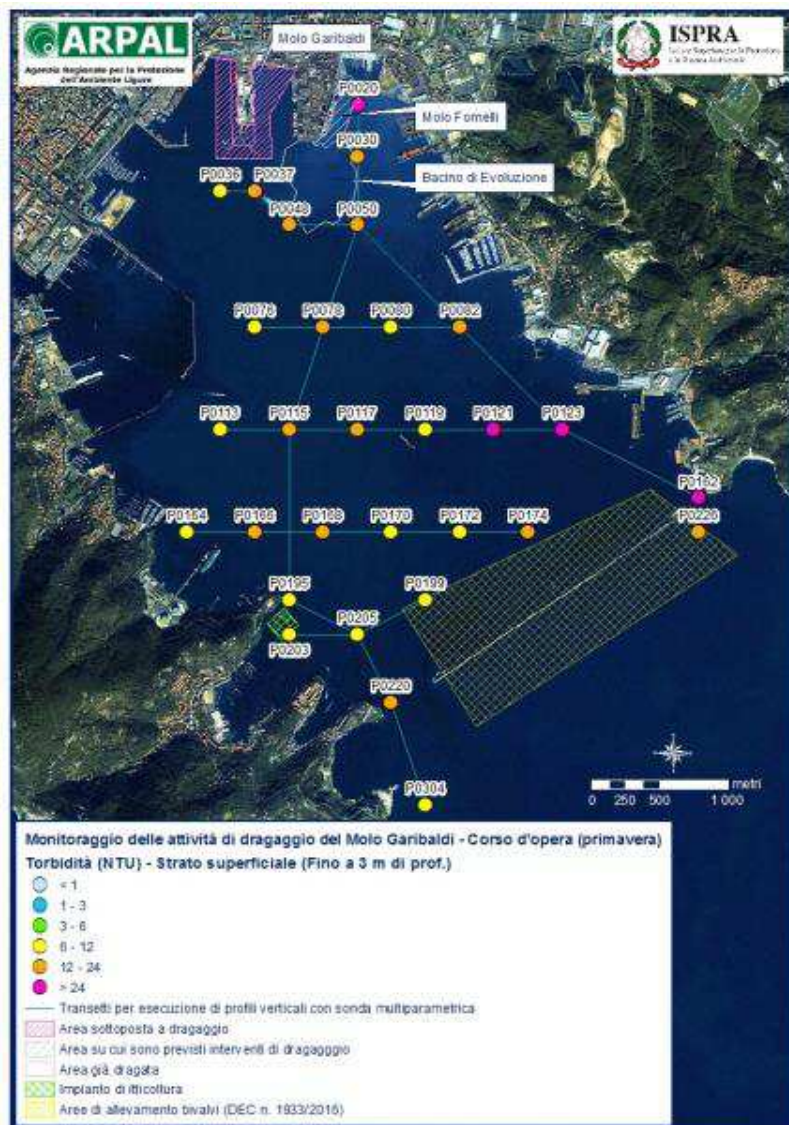 ARPAL
Agenzia Regionale per la Protezione
dell'Ambiente Ligure
ISPRA
Molo Garibaldi
P0020
Molo Fornelli
P0030
Bacino di Evoluzione
P0036
P0037
P0048
P0050
P0076
P0078
P0080
P0082
P0113
P0115
P0117
P0119
P0121
P0123
P0162
P0164
P0166
P0168
P0170
P0172
P0174
P0226
P0195
P0199
P0205
P0203
P0220
P0304
metri
0 250 500 1 000
Monitoraggio delle attività di dragaggio del Molo Garibaldi - Corso d'opera (primavera)
Torbidità (NTU) - Strato superficiale (Fino a 3 m di prof.)
< 1
1 - 3
3 - 6
6 - 12
12 - 24
> 24
Transetti per esecuzione di profili verticali con sonda multiparametrica
Area sottoposta a dragaggio
Area su cui sono previsti interventi di dragagggio
Area già dragata
Impianto di itticoltura
Aree di allevamento bivalvi (DEC n. 1933/2016)